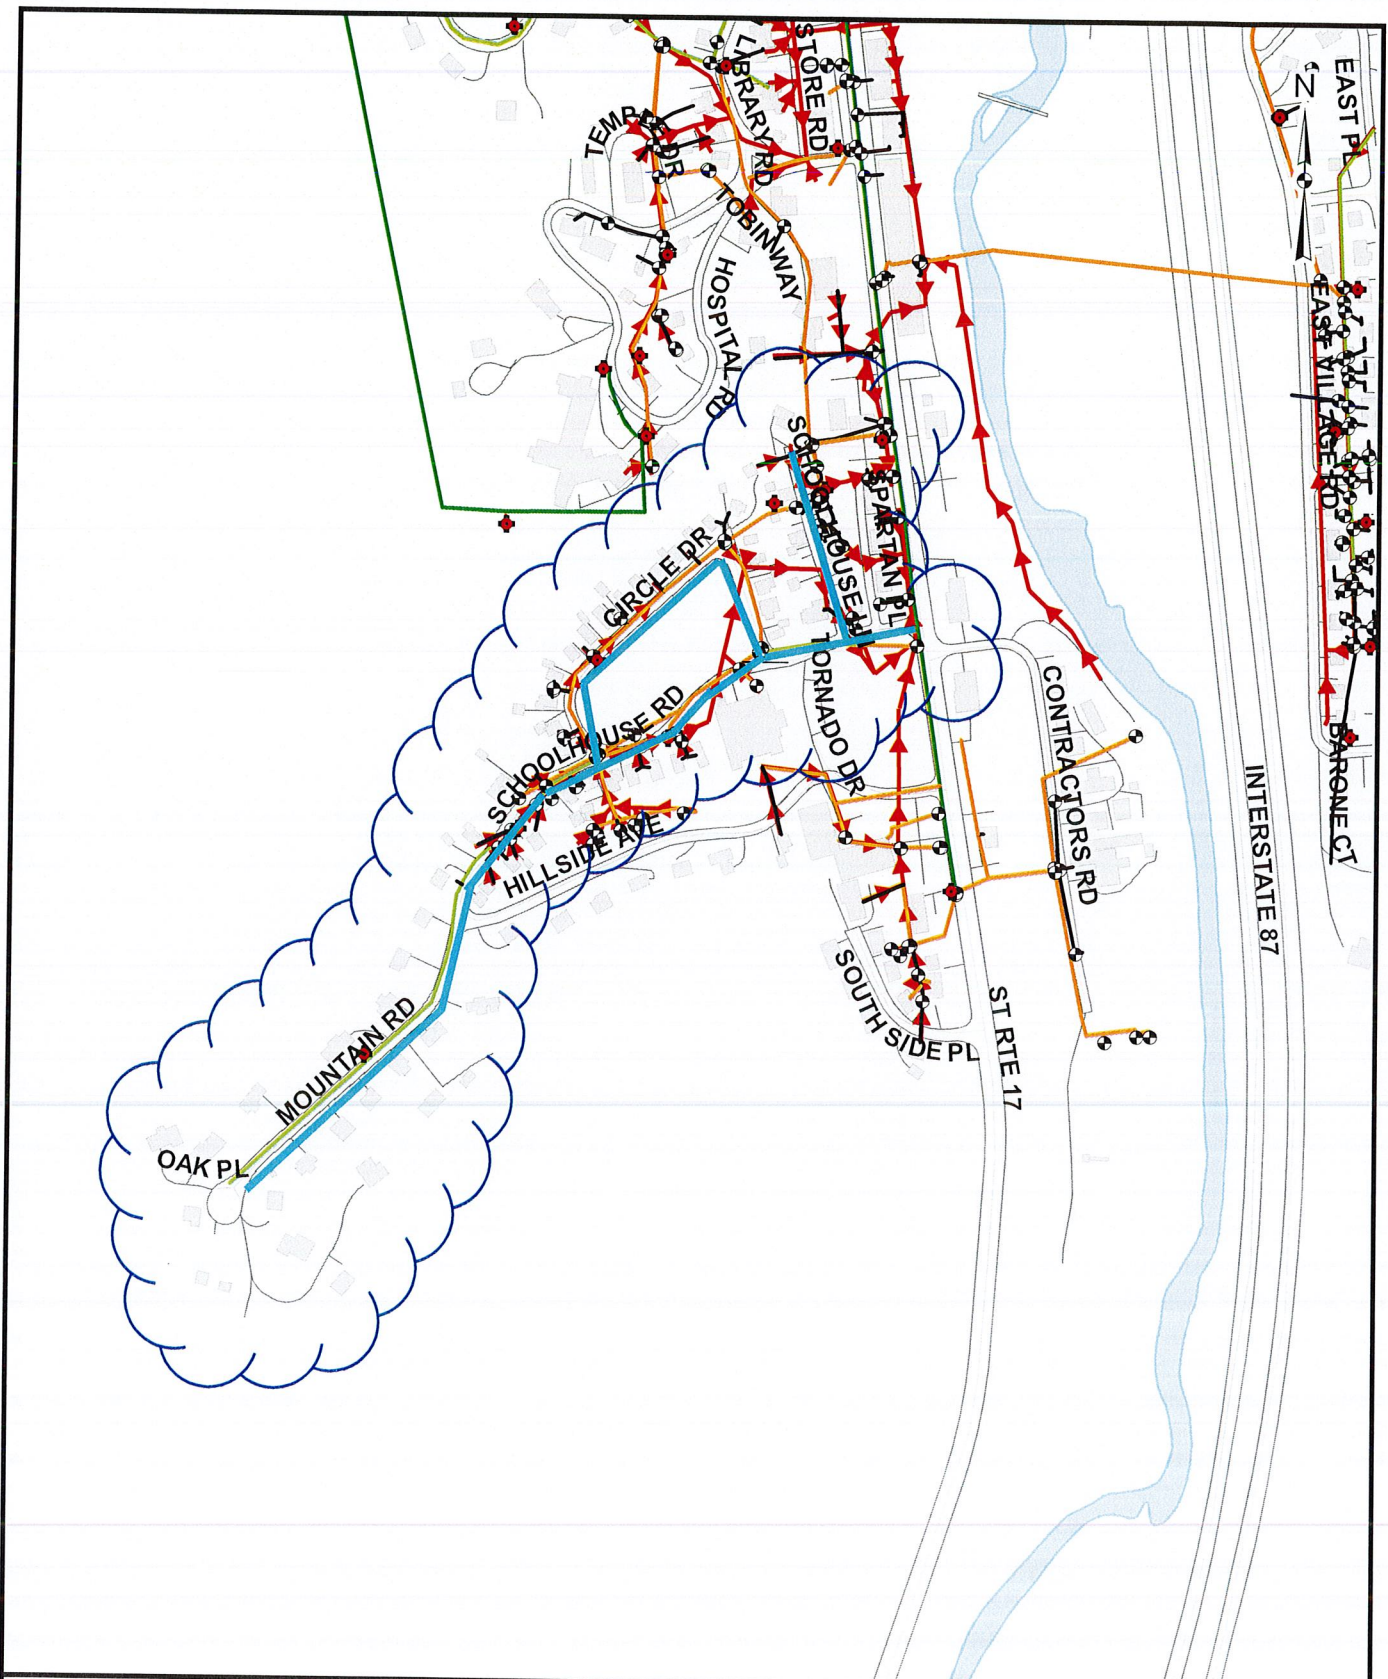 EAST PL
N
STORE RD
LIBRARY RD
TEMPLE DR
TOBIN WAY
HOSPITAL RD
EAST VILLAGE RD
SCHOOLHOUSE LN
SPARTAN PL
CIRCLE DR
TORNADO DR
CONTRACTORS RD
SCHOOLHOUSE RD
BARONE CT
INTERSTATE 87
HILLSIDE AVE
SOUTH SIDE PL
ST RTE 17
MOUNTAIN RD
OAK PL